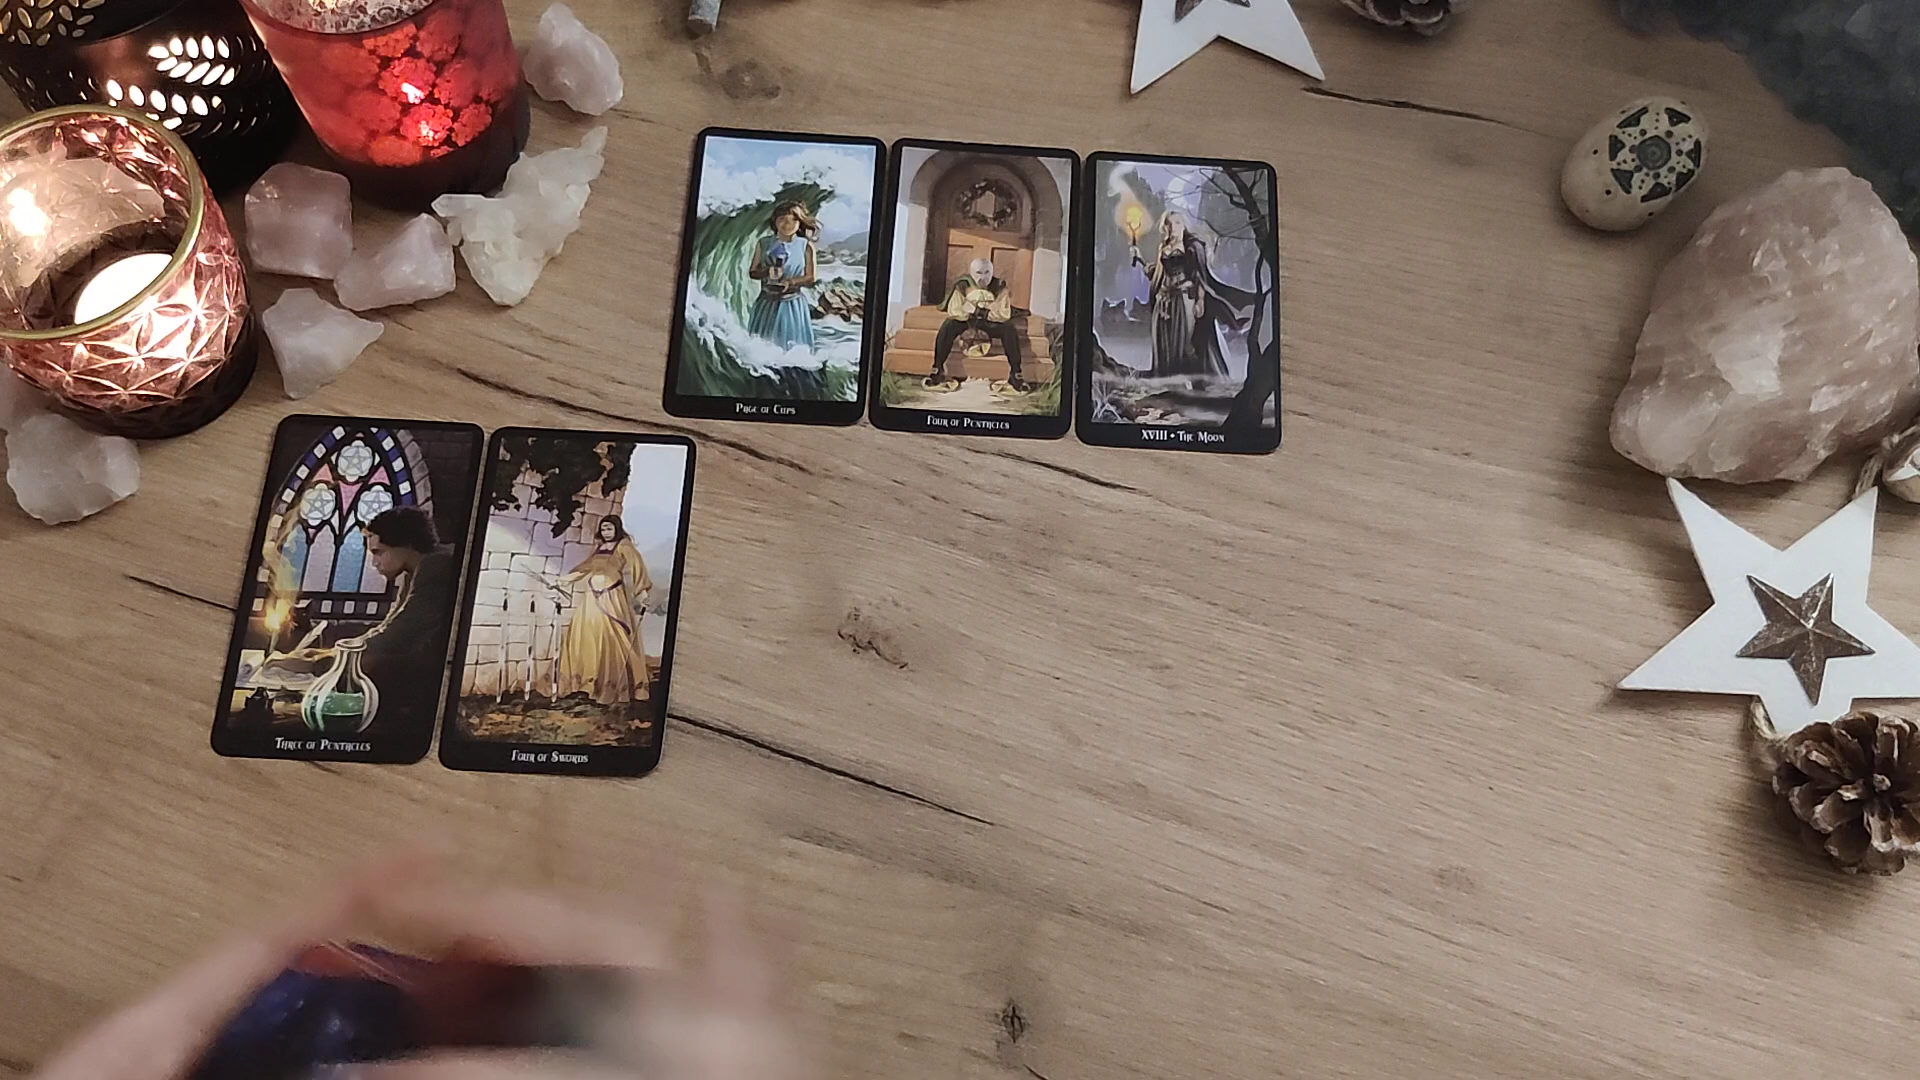 Page of Cups
Four of Pentacles
XVIII • The Moon
Three of Pentacles
Four of Swords